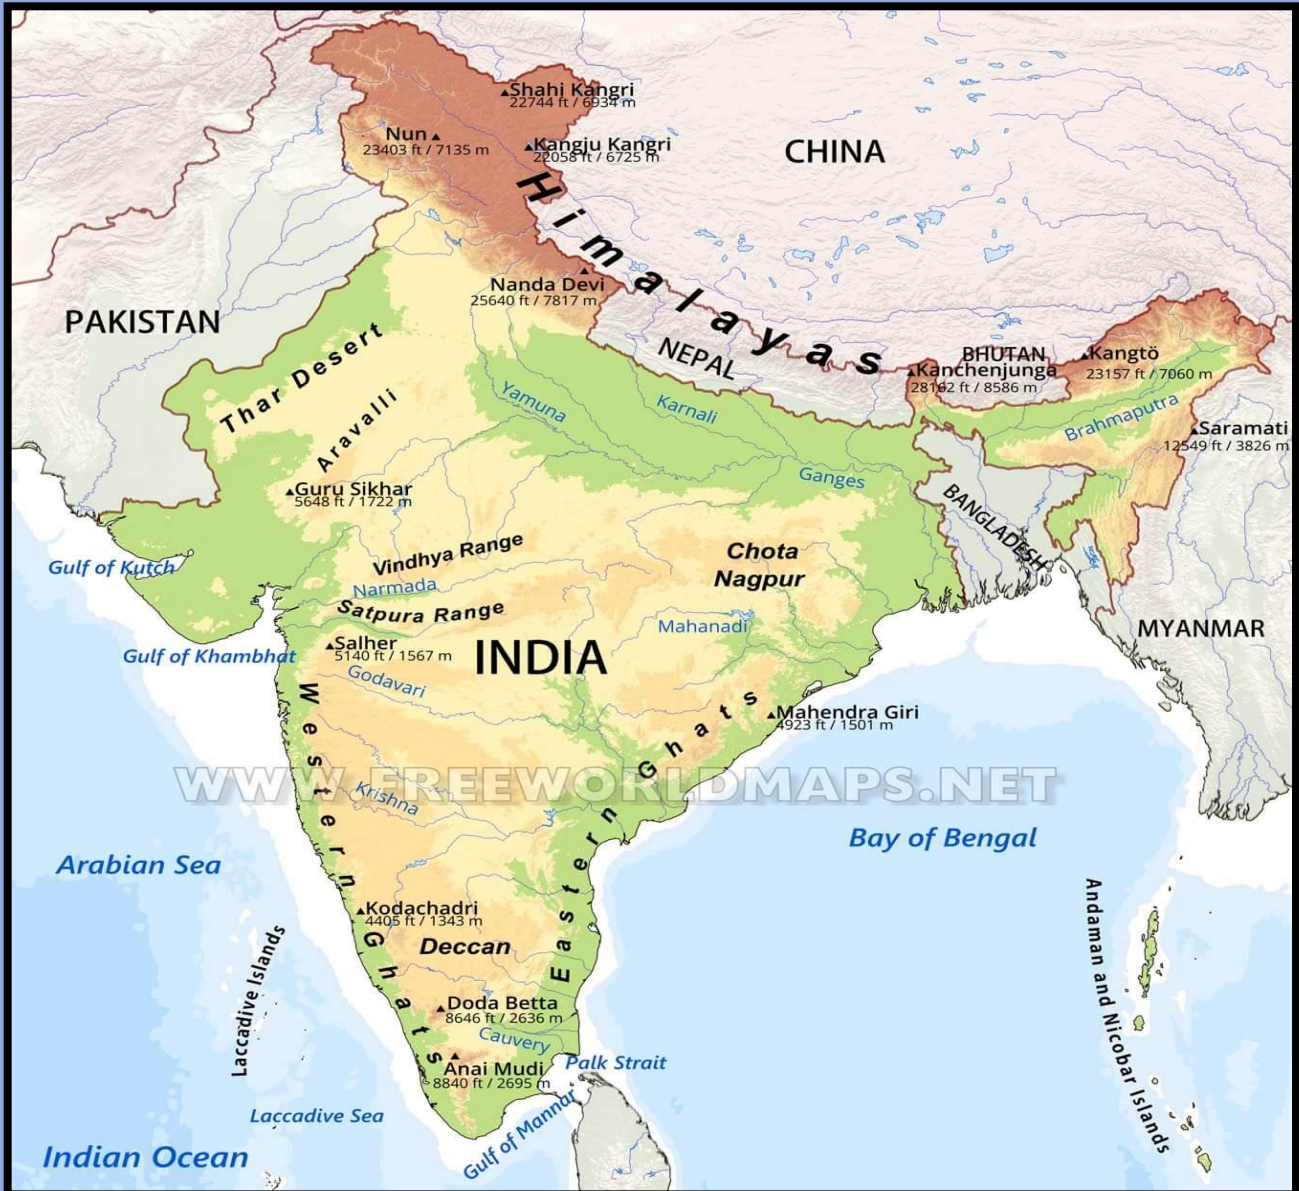 Shahi Kangri
22744 ft / 6934 m
Nun
23403 ft / 7135 m
Kangju Kangri
22058 ft / 6725 m
CHINA
Himalayas
Nanda Devi
25640 ft / 7817 m
PAKISTAN
NEPAL
BHUTAN
Kangtö
23157 ft / 7060 m
Kanchenjunga
28162 ft / 8586 m
Thar Desert
Aravalli
Yamuna
Karnali
Brahmaputra
Saramati
12549 ft / 3826 m
Ganges
Guru Sikhar
5648 ft / 1722 m
BANGLADESH
Vindhya Range
Chota
Nagpur
Gulf of Kutch
Narmada
Satpura Range
Mahanadi
MYANMAR
Salher
5140 ft / 1567 m
INDIA
Gulf of Khambhat
Godavari
Western Ghats
Eastern Ghats
Mahendra Giri
4923 ft / 1501 m
WWW.FREEWORLDMAPS.NET
Krishna
Bay of Bengal
Arabian Sea
Kodachadri
4405 ft / 1343 m
Deccan
Laccadive Islands
Andaman and Nicobar Islands
Doda Betta
8646 ft / 2636 m
Cauvery
Anai Mudi
8840 ft / 2695 m
Palk Strait
Laccadive Sea
Gulf of Mannar
Indian Ocean